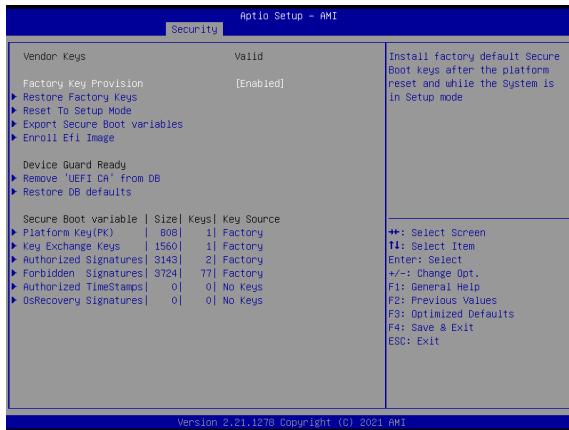 Aptio Setup - AMI
Security
Vendor Keys Valid
Factory Key Provision [Enabled]
▶ Restore Factory Keys
▶ Reset To Setup Mode
▶ Export Secure Boot variables
▶ Enroll Efi Image
Device Guard Ready
▶ Remove 'UEFI CA' from DB
▶ Restore DB defaults
Secure Boot variable | Size| Keys| Key Source
▶ Platform Key(PK) | 808| 1| Factory
▶ Key Exchange Keys | 1560| 1| Factory
▶ Authorized Signatures| 3143| 2| Factory
▶ Forbidden Signatures| 3724| 77| Factory
▶ Authorized TimeStamps| 0| 0| No Keys
▶ OsRecovery Signatures| 0| 0| No Keys
Install factory default Secure
Boot keys after the platform
reset and while the System is
in Setup mode
→←: Select Screen
↑↓: Select Item
Enter: Select
+/-: Change Opt.
F1: General Help
F2: Previous Values
F3: Optimized Defaults
F4: Save & Exit
ESC: Exit
Version 2.21.1278 Copyright (C) 2021 AMI